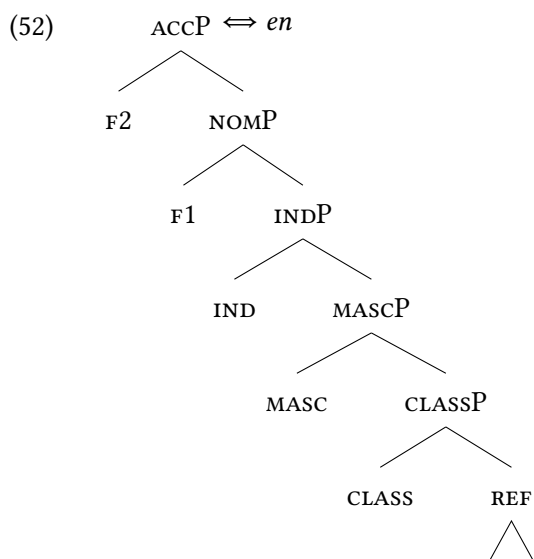 (52) ACCP ⇔ en
F2 NOMP
F1 INDP
IND MASCP
MASC CLASSP
CLASS REF